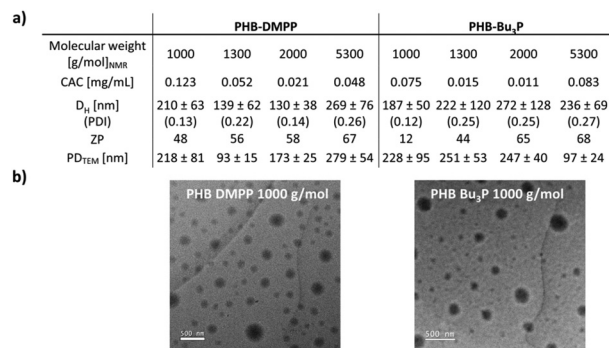 a)
PHB-DMPP PHB-Bu₃P
Molecular weight [g/mol]NMR 1000 1300 2000 5300 1000 1300 2000 5300
CAC [mg/mL] 0.123 0.052 0.021 0.048 0.075 0.015 0.011 0.083
DH [nm] 210 ± 63 139 ± 62 130 ± 38 269 ± 76 187 ± 50 222 ± 120 272 ± 128 236 ± 69
(PDI) (0.13) (0.22) (0.14) (0.26) (0.12) (0.25) (0.25) (0.27)
ZP 48 56 58 67 12 44 65 68
PDTEM [nm] 218 ± 81 93 ± 15 173 ± 25 279 ± 54 228 ± 95 251 ± 53 247 ± 40 97 ± 24
b)
PHB DMPP 1000 g/mol
500 nm
PHB Bu₃P 1000 g/mol
500 nm